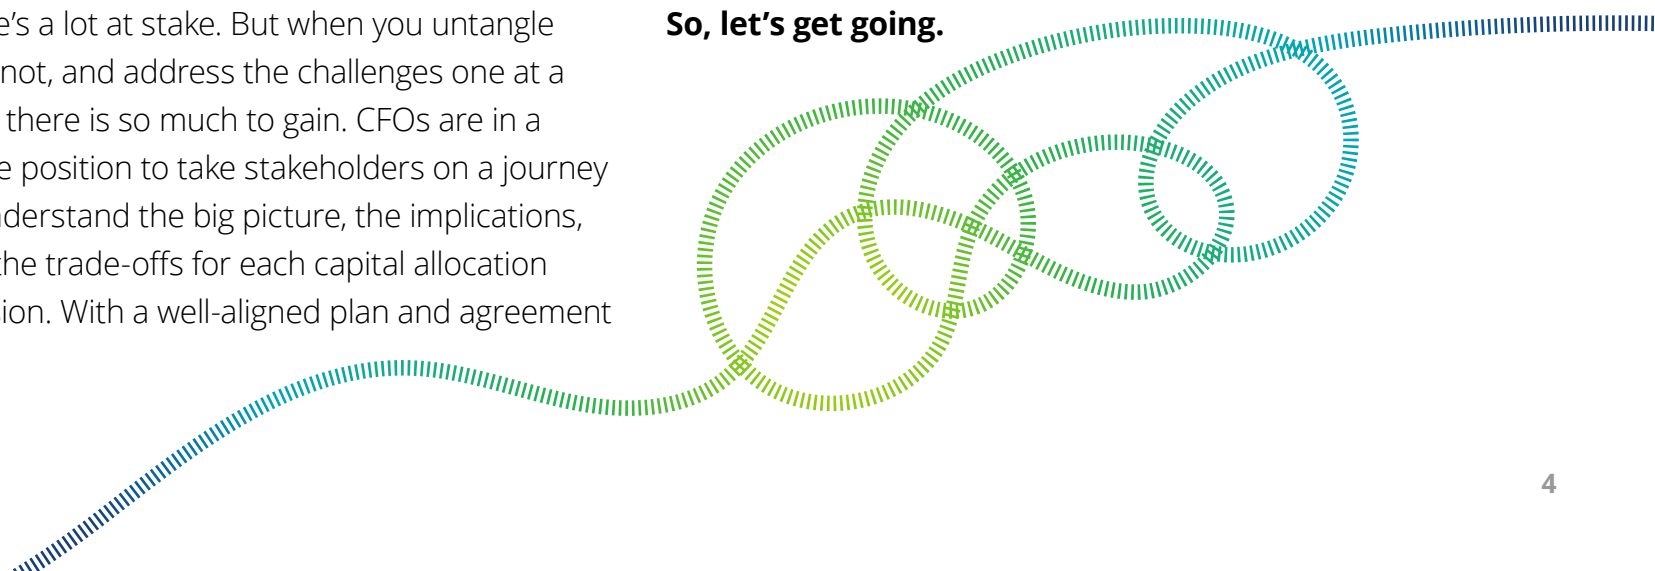 e’s a lot at stake. But when you untangle
not, and address the challenges one at a
there is so much to gain. CFOs are in a
e position to take stakeholders on a journey
derstand the big picture, the implications,
the trade-offs for each capital allocation
ion. With a well-aligned plan and agreement
So, let’s get going.
4